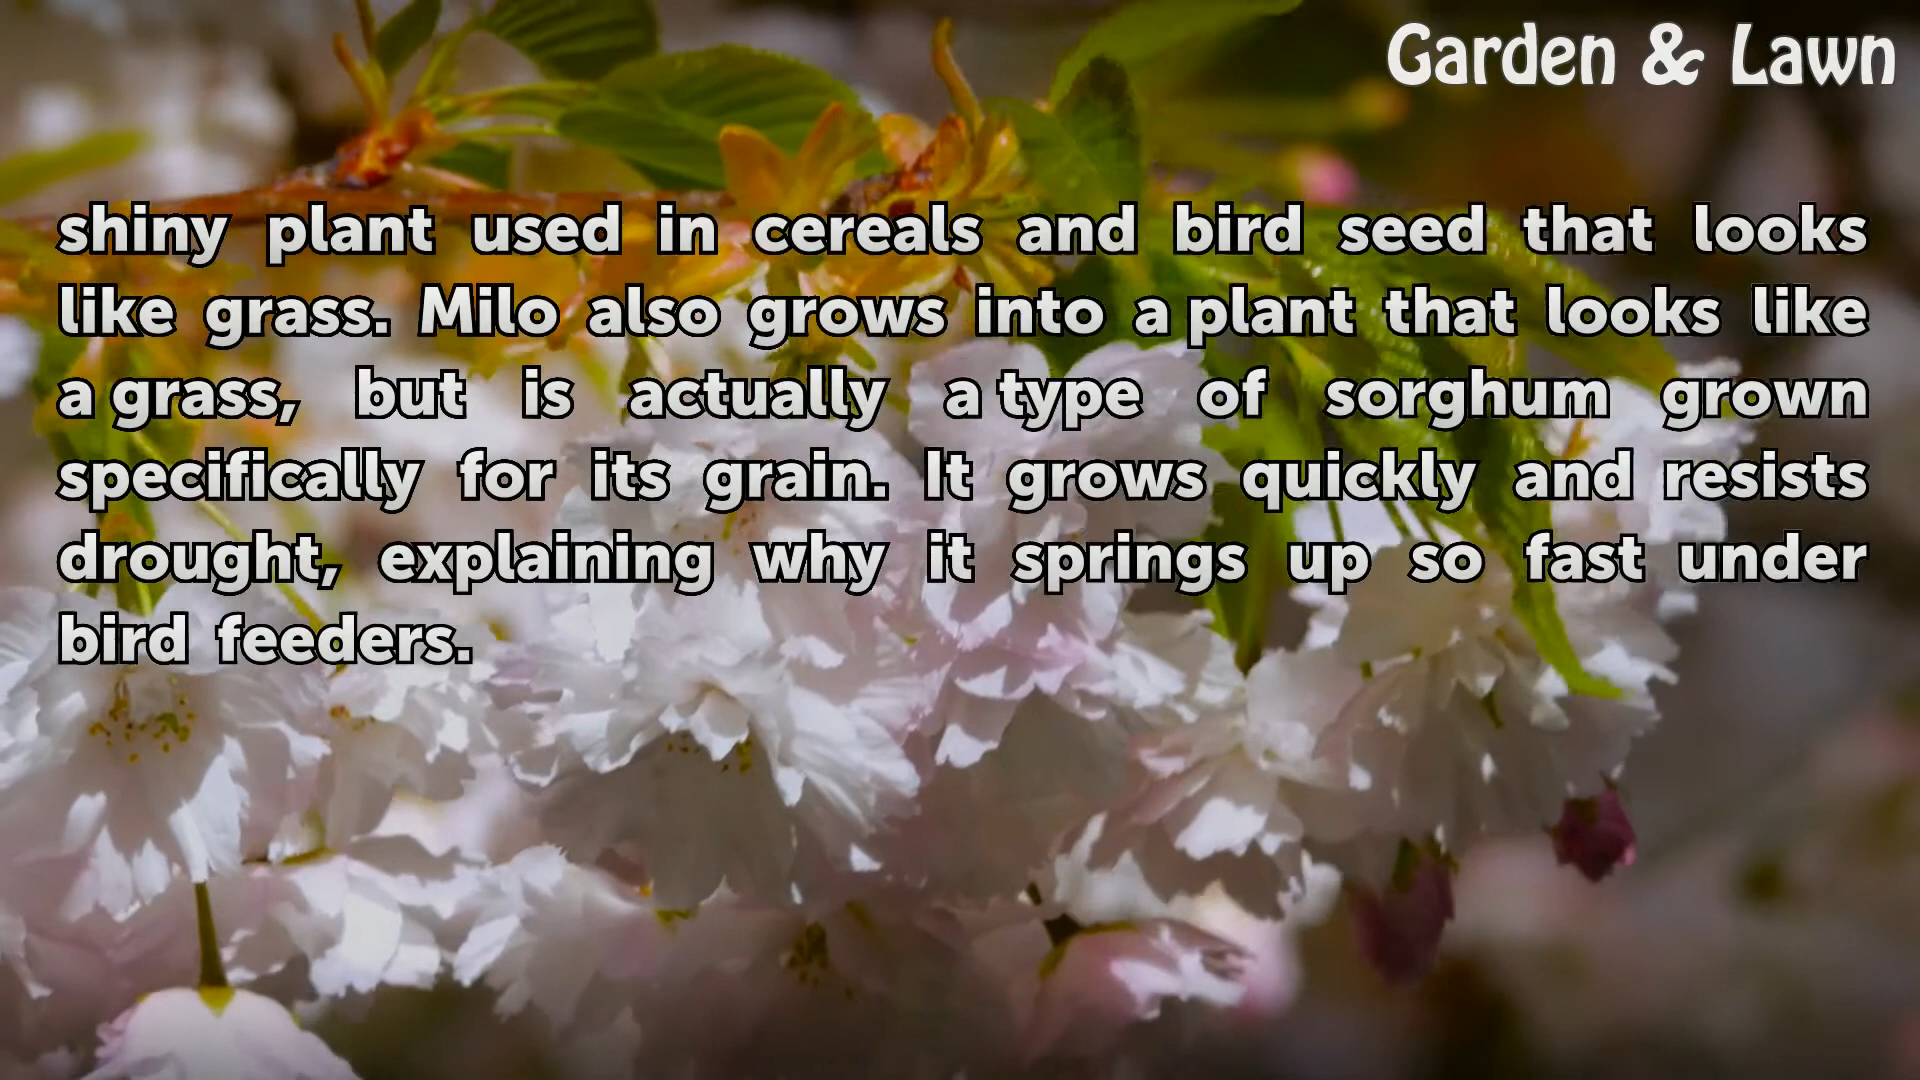 Garden & Lawn
shiny plant used in cereals and bird seed that looks
like grass. Milo also grows into a plant that looks like
a grass, but is actually a type of sorghum grown
specifically for its grain. It grows quickly and resists
drought, explaining why it springs up so fast under
bird feeders.